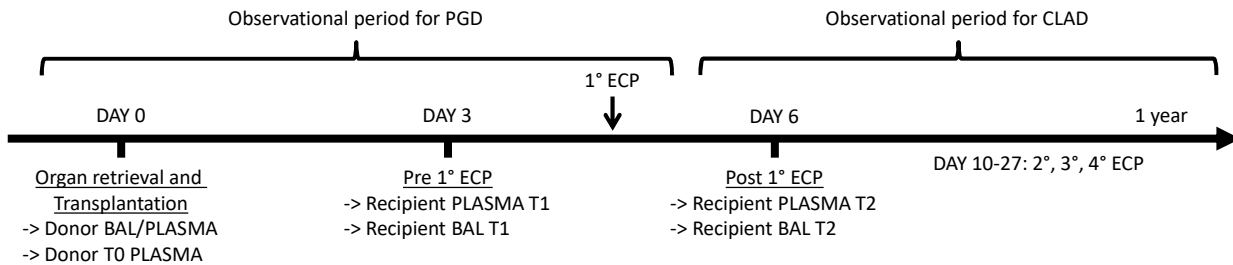 Observational period for PGD
Observational period for CLAD
1° ECP
DAY 0
DAY 3
DAY 6
1 year
DAY 10-27: 2°, 3°, 4° ECP
Organ retrieval and
Transplantation
-> Donor BAL/PLASMA
-> Donor T0 PLASMA
Pre 1° ECP
-> Recipient PLASMA T1
-> Recipient BAL T1
Post 1° ECP
-> Recipient PLASMA T2
-> Recipient BAL T2